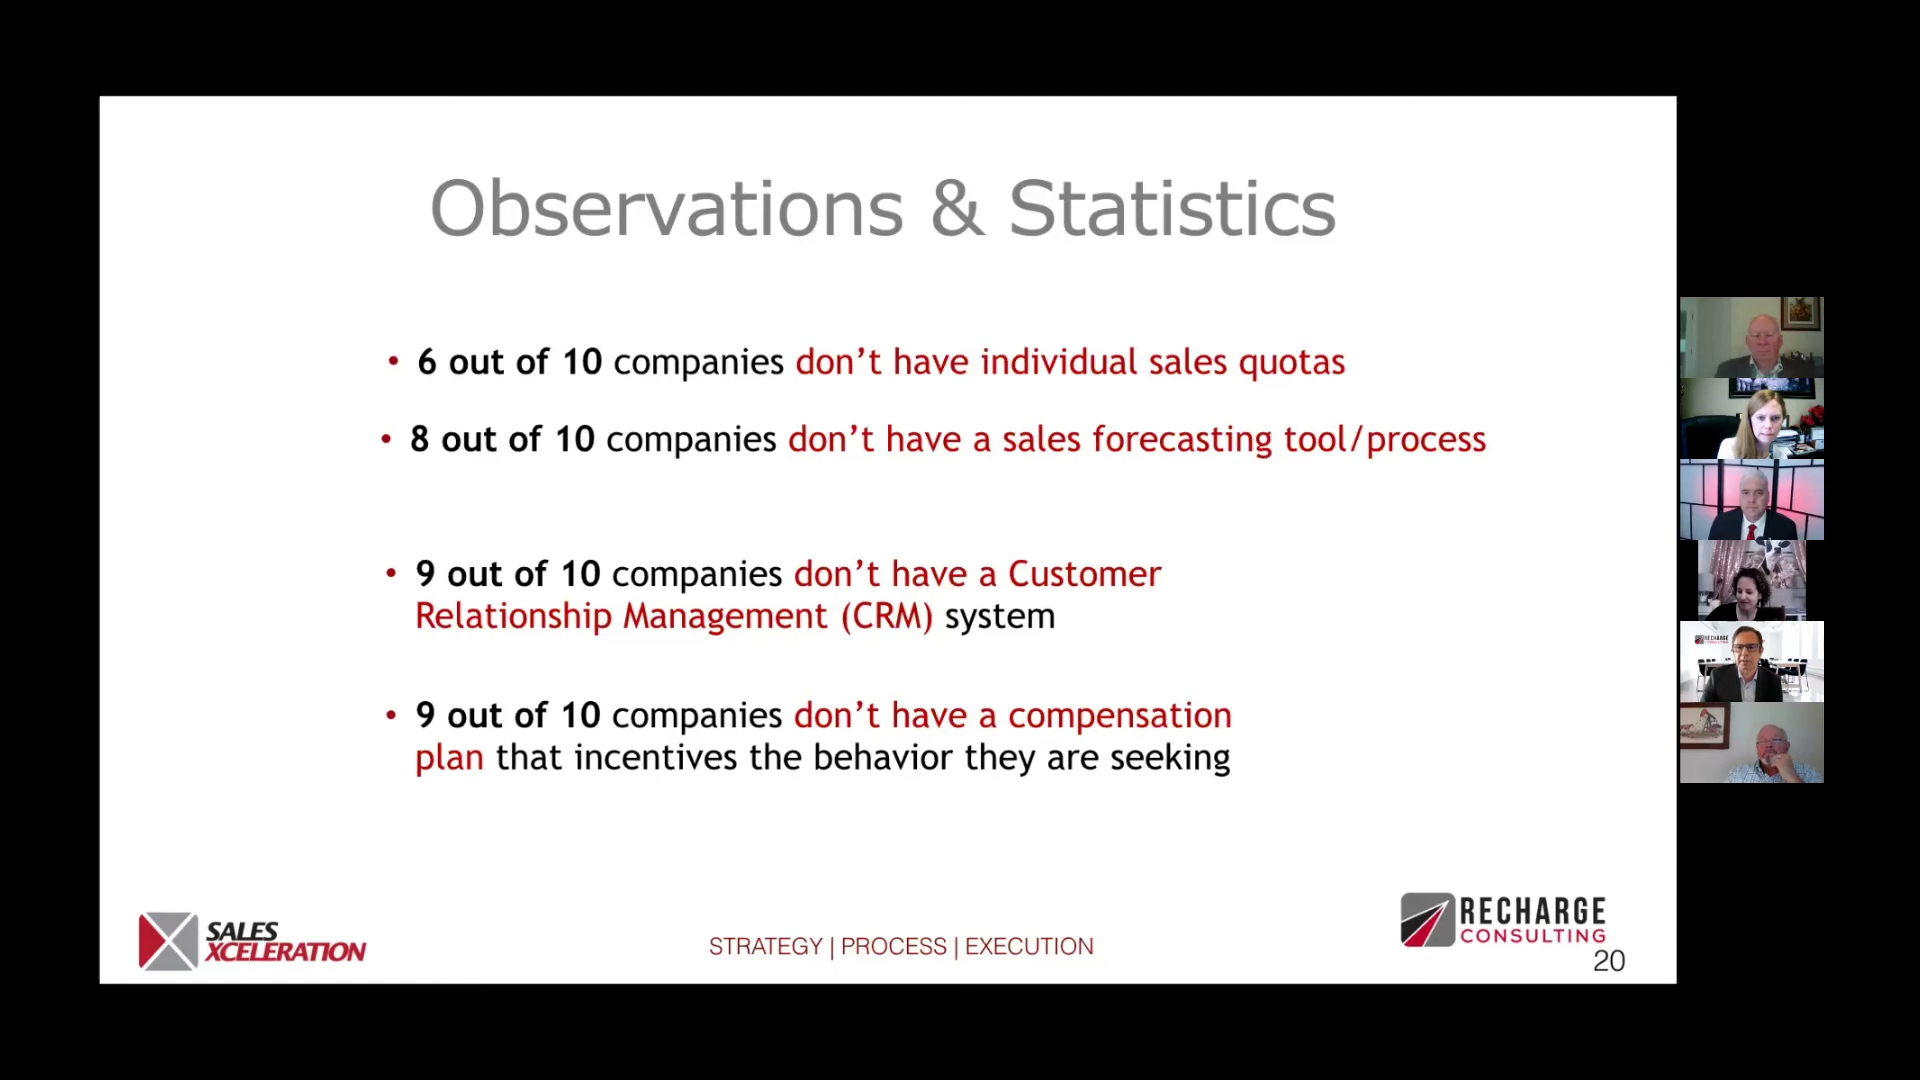 Observations & Statistics
• 6 out of 10 companies don’t have individual sales quotas
• 8 out of 10 companies don’t have a sales forecasting tool/process
• 9 out of 10 companies don’t have a Customer
Relationship Management (CRM) system
• 9 out of 10 companies don’t have a compensation
plan that incentives the behavior they are seeking
SALES
XCELERATION
STRATEGY | PROCESS | EXECUTION
RECHARGE
CONSULTING
20
RECHARGE